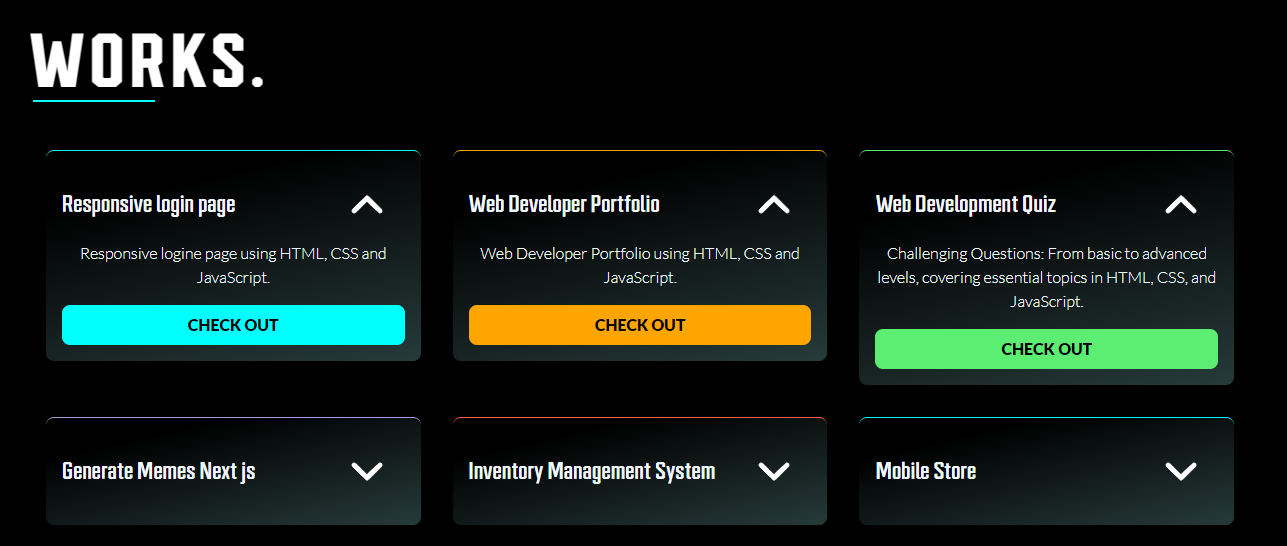 WORKS.
Responsive login page
Responsive logine page using HTML, CSS and
JavaScript.
CHECK OUT
Web Developer Portfolio
Web Developer Portfolio using HTML, CSS and
JavaScript.
CHECK OUT
Web Development Quiz
Challenging Questions: From basic to advanced
levels, covering essential topics in HTML, CSS, and
JavaScript.
CHECK OUT
Generate Memes Next js
Inventory Management System
Mobile Store